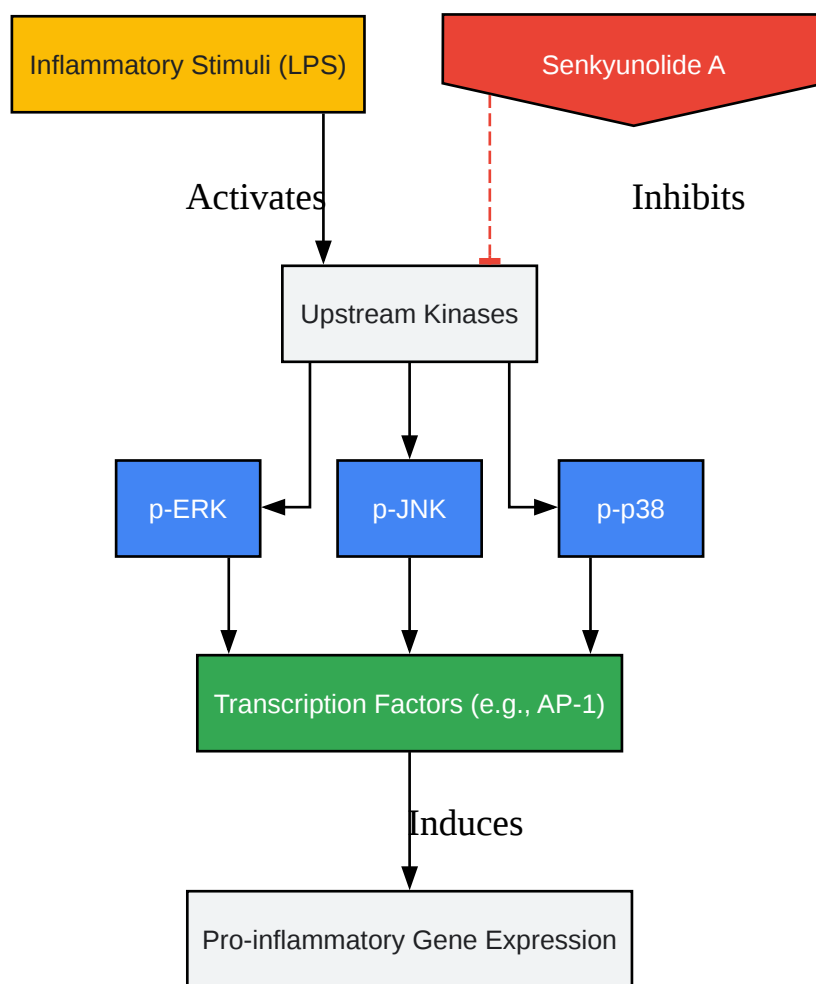 Inflammatory Stimuli (LPS)
Senkyunolide A
Activates
Inhibits
Upstream Kinases
p-ERK
p-JNK
p-p38
Transcription Factors (e.g., AP-1)
Induces
Pro-inflammatory Gene Expression